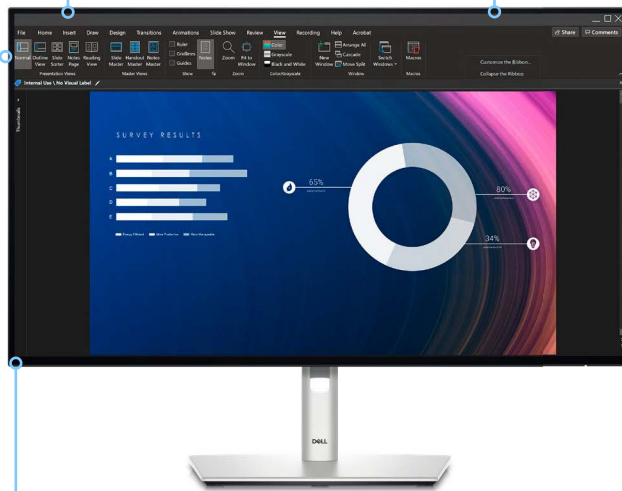 File Home Insert Draw Design Transitions Animations Slide Show Review View Recording Help Acrobat Share Comments
Normal Outline View Slide Sorter Notes Page Reading View
Presentation Views
Slide Master Handout Master Notes Master
Master Views
Ruler
Gridlines
Guides
Show
Notes
Zoom Fit to Window
Zoom
Color
Grayscale
Black and White
Color/Grayscale
New Window
Arrange All
Cascade
Move Split
Window
Switch Windows
Macros
Macros
Customize the Ribbon...
Collapse the Ribbon
Internal Use \ No Visual Label
Thumbnails
SURVEY RESULTS
A
B
C
D
E
65%
80%
34%
DELL